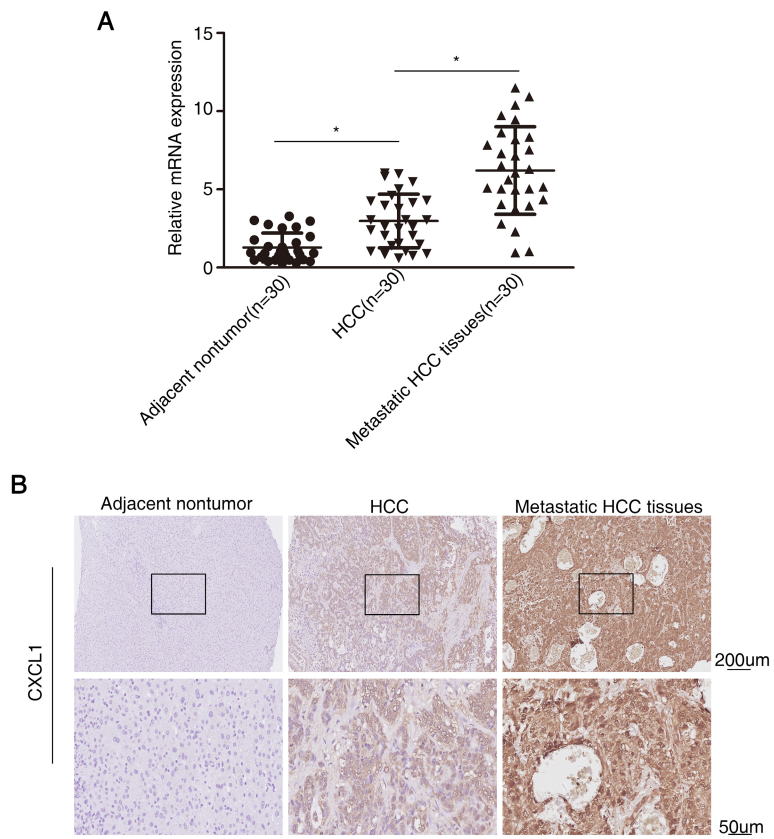 A
Relative mRNA expression
15
10
5
0
*
*
Adjacent nontumor(n=30)
HCC(n=30)
Metastatic HCC tissues(n=30)
B
Adjacent nontumor
HCC
Metastatic HCC tissues
CXCL1
200um
50um